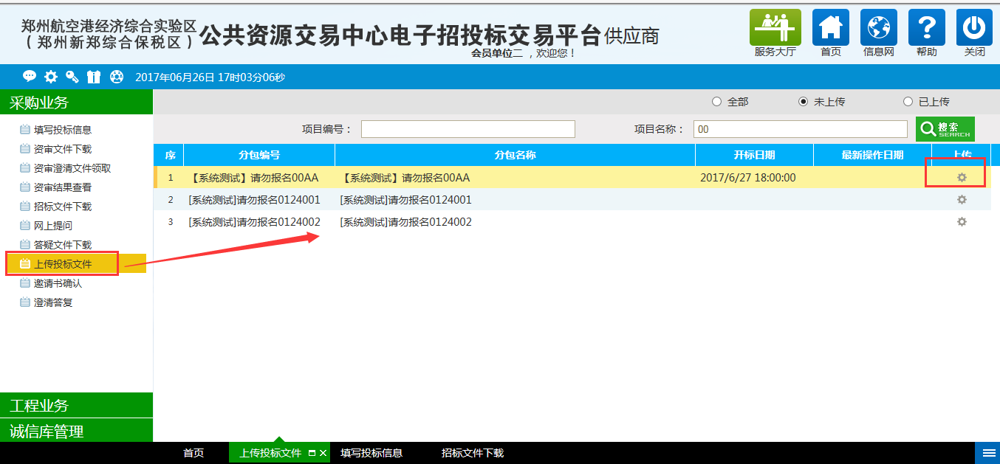 郑州航空港经济综合实验区
（郑州新郑综合保税区）
公共资源交易中心电子招投标交易平台供应商
会员单位二 ，欢迎您！
服务大厅 首页 信息网 帮助 关闭
2017年06月26日 17时03分06秒
采购业务
全部 未上传 已上传
填写投标信息
资审文件下载
资审澄清文件领取
资审结果查看
招标文件下载
网上提问
答疑文件下载
上传投标文件
邀请书确认
澄清答复
工程业务
诚信库管理
项目编号： 项目名称： 00 搜索 SEARCH
序 分包编号 分包名称 开标日期 最新操作日期 上传
1 【系统测试】请勿报名00AA 【系统测试】请勿报名00AA 2017/6/27 18:00:00
2 [系统测试]请勿报名0124001 [系统测试]请勿报名0124001
3 [系统测试]请勿报名0124002 [系统测试]请勿报名0124002
首页 上传投标文件 填写投标信息 招标文件下载